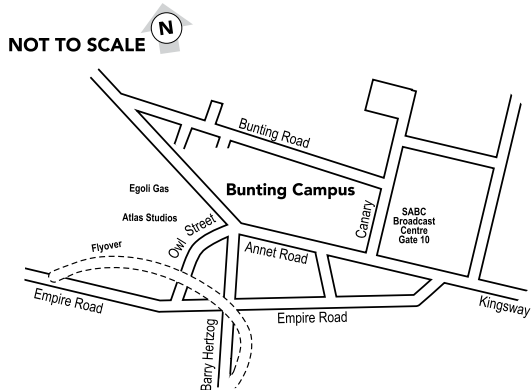 N
NOT TO SCALE
Bunting Road
Egoli Gas
Bunting Campus
Atlas Studios
Owl Street
Canary
SABC
Broadcast
Centre
Gate 10
Flyover
Annet Road
Empire Road
Kingsway
Empire Road
Barry Hertzog